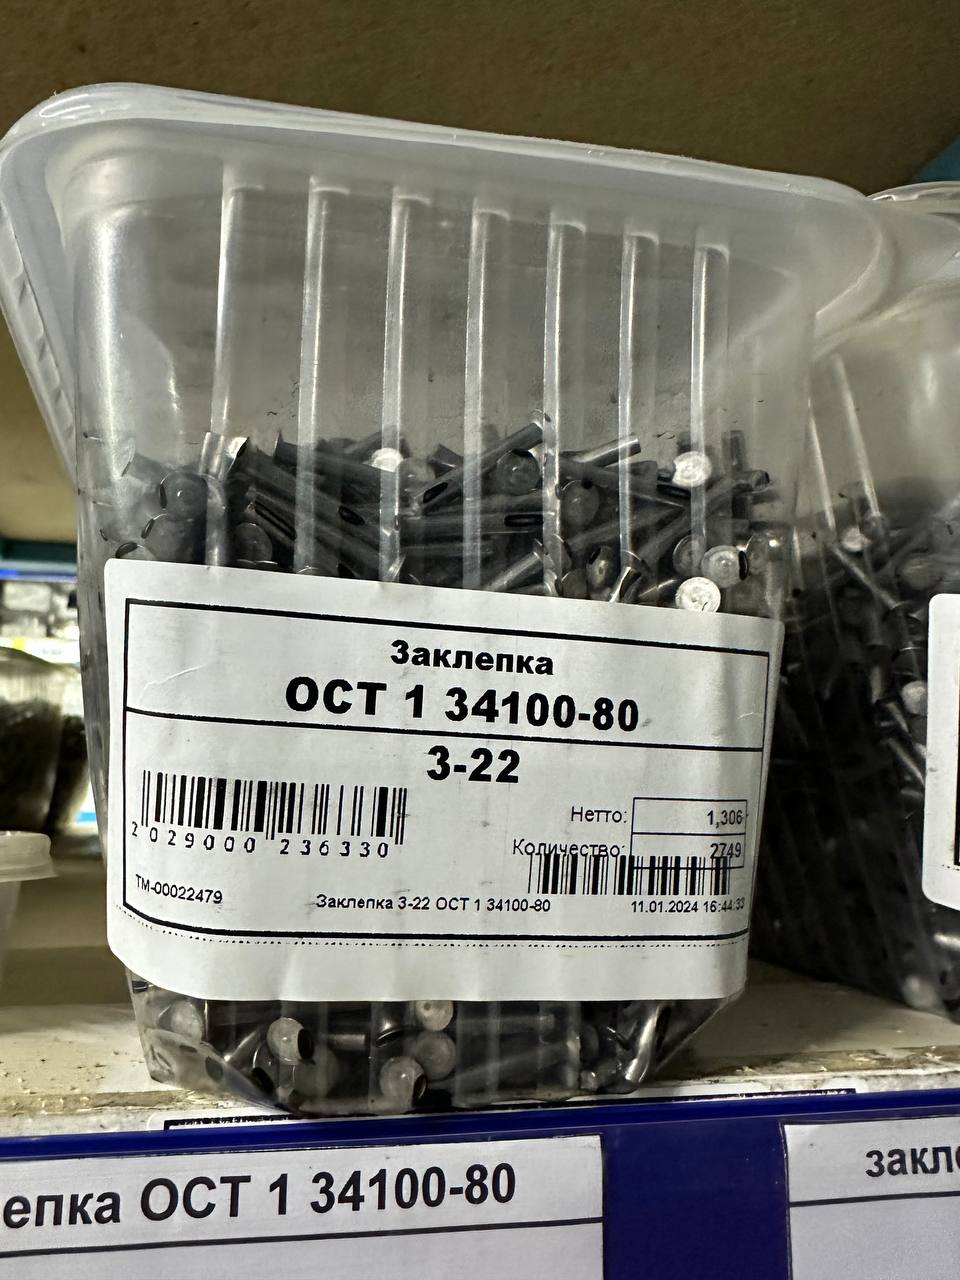 Заклепка
ОСТ 1 34100-80
3-22
Нетто: 1,306
Количество: 2749
2 029000 236330
ТМ-00022479
Заклепка 3-22 ОСТ 1 34100-80
11.01.2024 16:44:33
лепка ОСТ 1 34100-80
закл